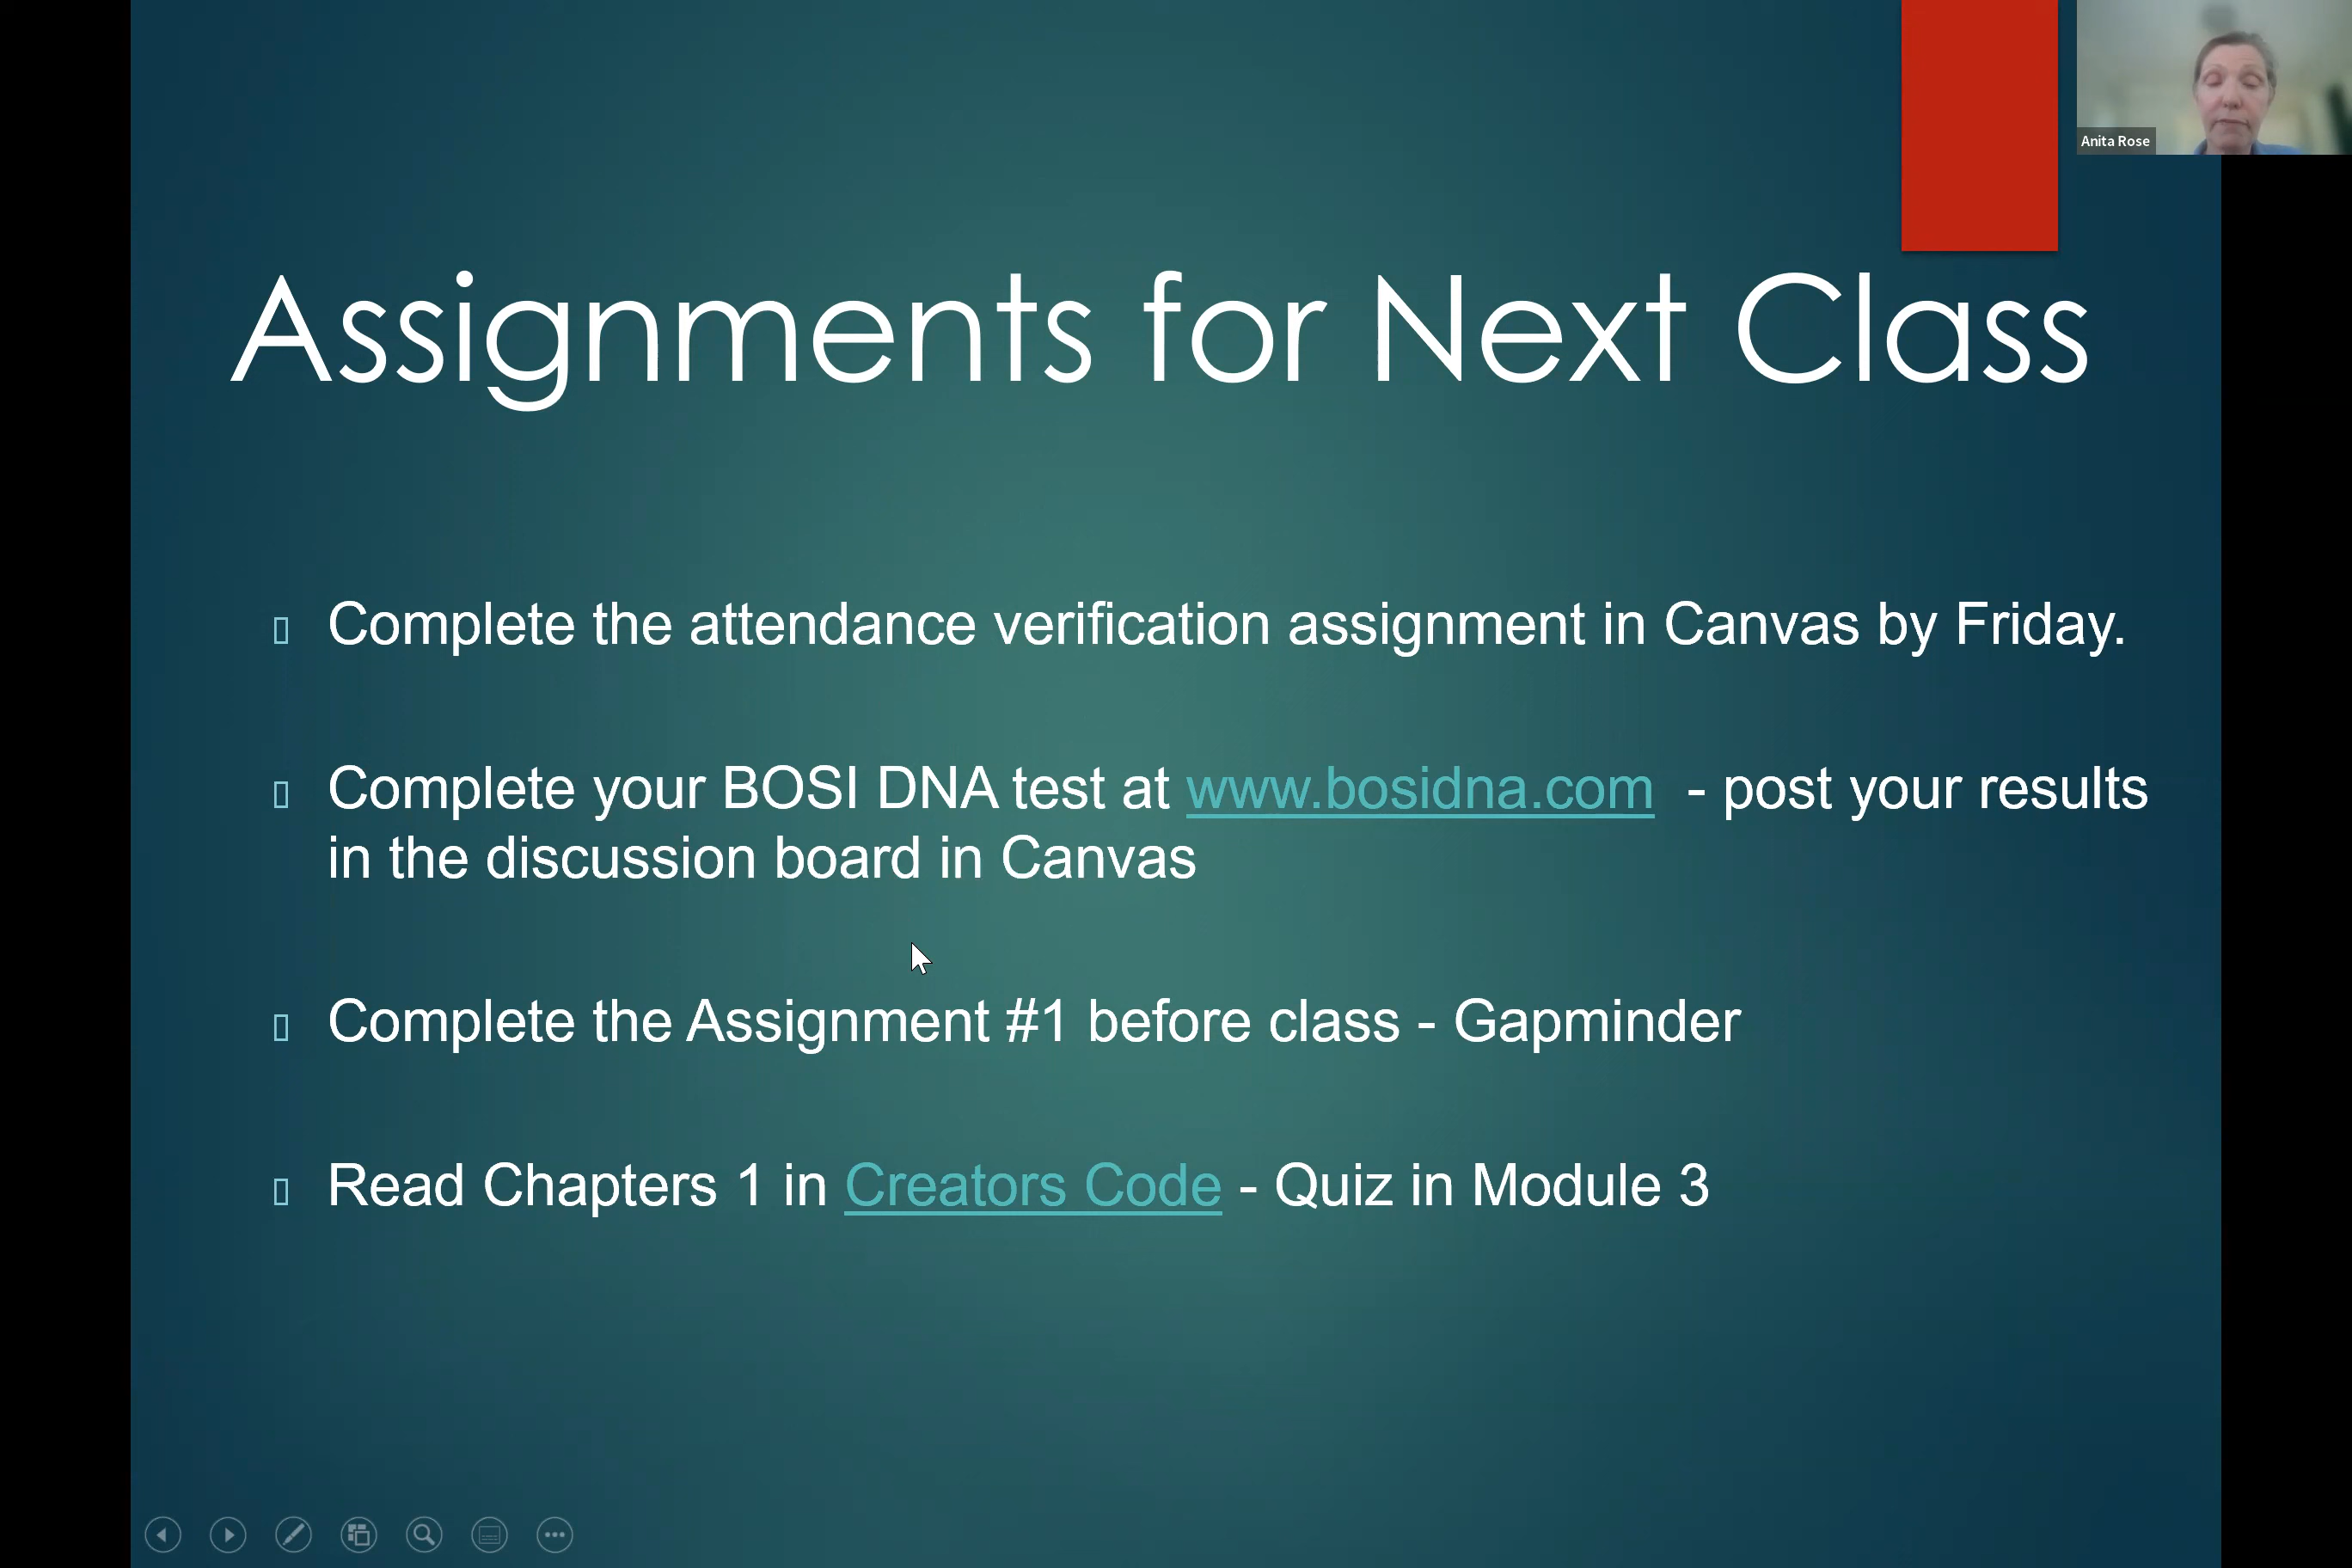 Anita Rose
Assignments for Next Class
Complete the attendance verification assignment in Canvas by Friday.
Complete your BOSI DNA test at www.bosidna.com - post your results
in the discussion board in Canvas
Complete the Assignment #1 before class - Gapminder
Read Chapters 1 in Creators Code - Quiz in Module 3